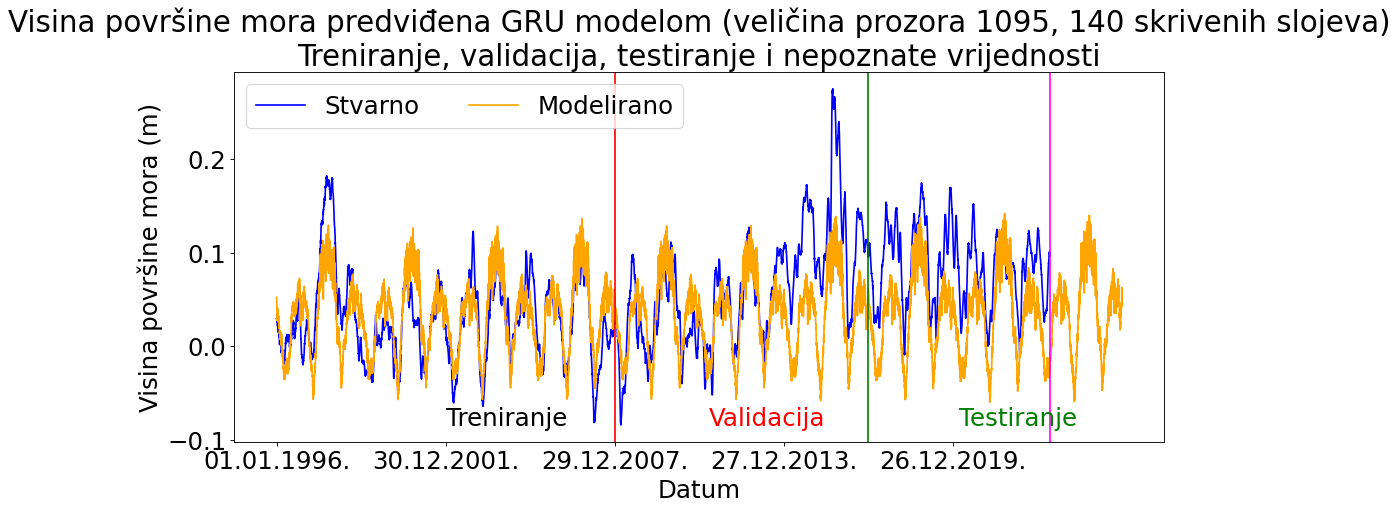 Visina površine mora predviđena GRU modelom (veličina prozora 1095, 140 skrivenih slojeva)
Treniranje, validacija, testiranje i nepoznate vrijednosti
Stvarno Modelirano
Visina površine mora (m)
0.2
0.1
0.0
−0.1
Treniranje Validacija Testiranje
01.01.1996. 30.12.2001. 29.12.2007. 27.12.2013. 26.12.2019.
Datum